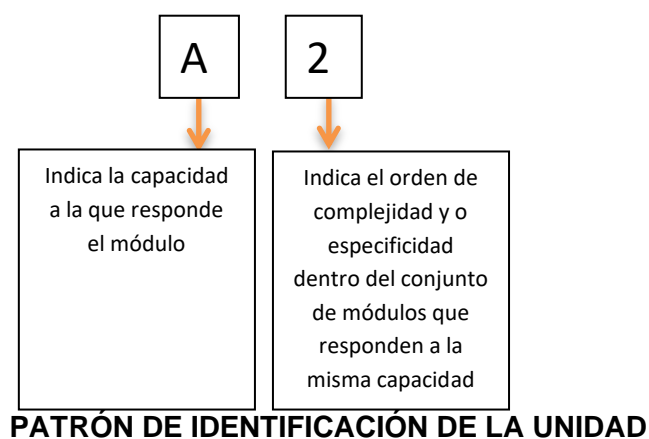 A
2
Indica la capacidad
a la que responde
el módulo
Indica el orden de
complejidad y o
especificidad
dentro del conjunto
de módulos que
responden a la
misma capacidad
PATRÓN DE IDENTIFICACIÓN DE LA UNIDAD